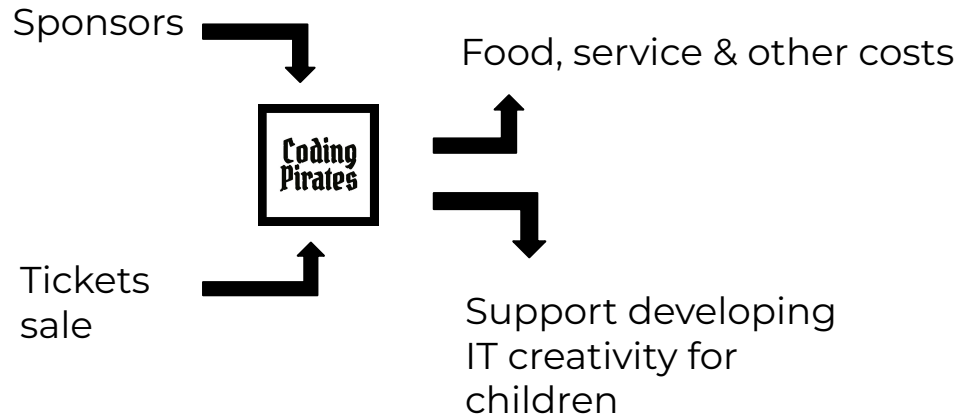 Sponsors
Food, service & other costs
Coding
Pirates
Tickets
sale
Support developing
IT creativity for
children